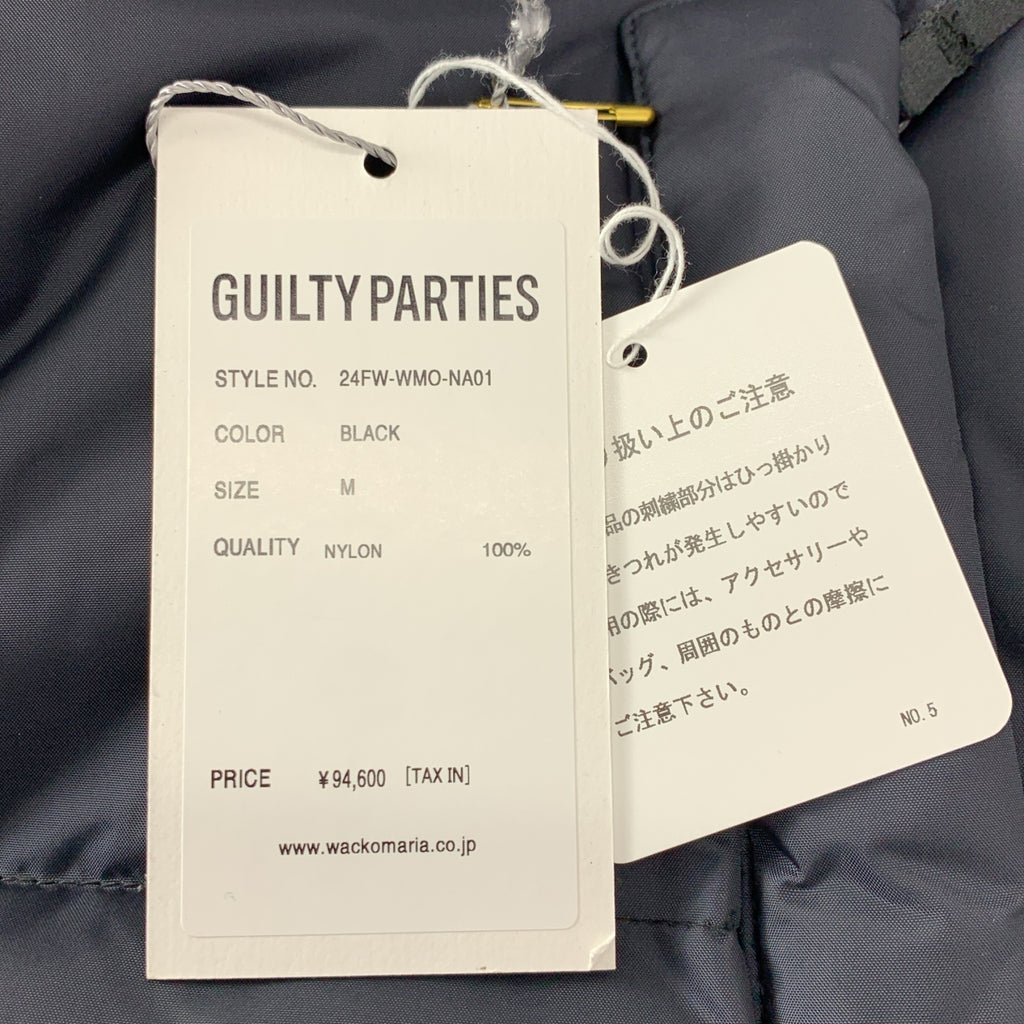 GUILTY PARTIES
STYLE NO. 24FW-WMO-NA01
COLOR BLACK
SIZE M
QUALITY NYLON 100%
PRICE ¥94,600 [TAX IN]
www.wackomaria.co.jp
扱い上のご注意
品の刺繍部分はひっ掛かり
きつれが発生しやすいので
用の際には、アクセサリーや
バッグ、周囲のものとの摩擦に
ご注意下さい。
NO.5